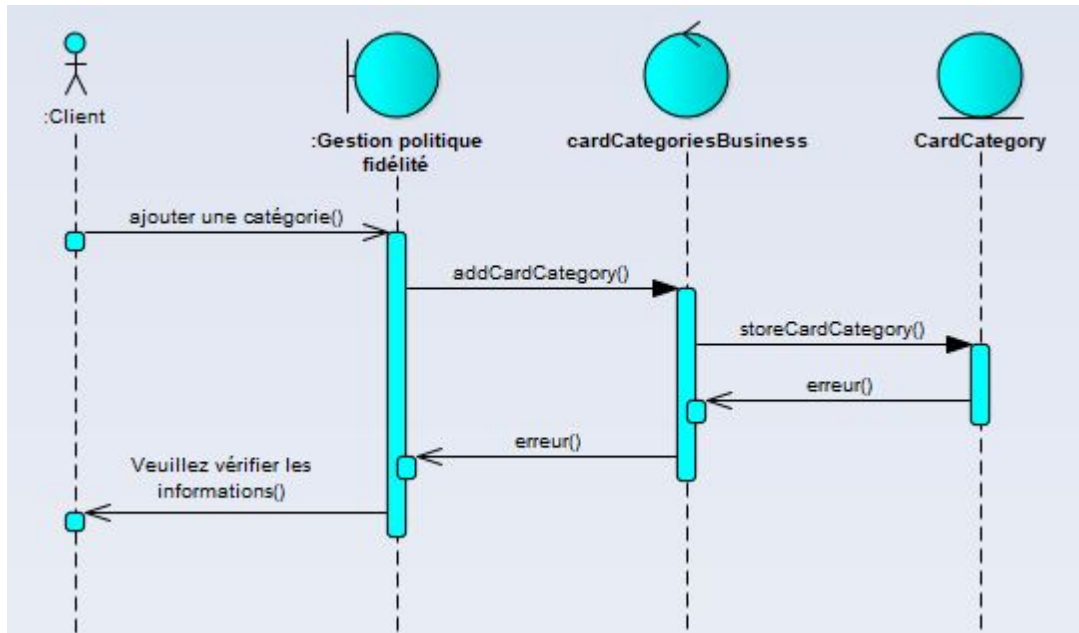 :Client
:Gestion politique
fidélité
cardCategoriesBusiness
CardCategory
ajouter une catégorie()
addCardCategory()
storeCardCategory()
erreur()
erreur()
Veuillez vérifier les
informations()